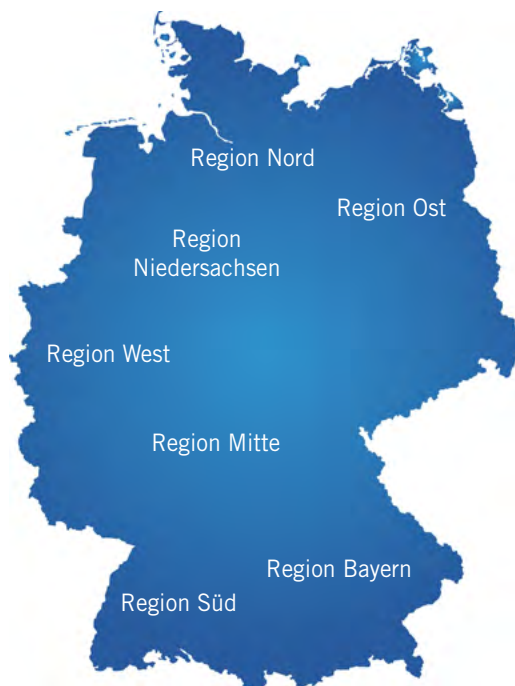 Region Nord
Region Ost
Region
Niedersachsen
Region West
Region Mitte
Region Bayern
Region Süd